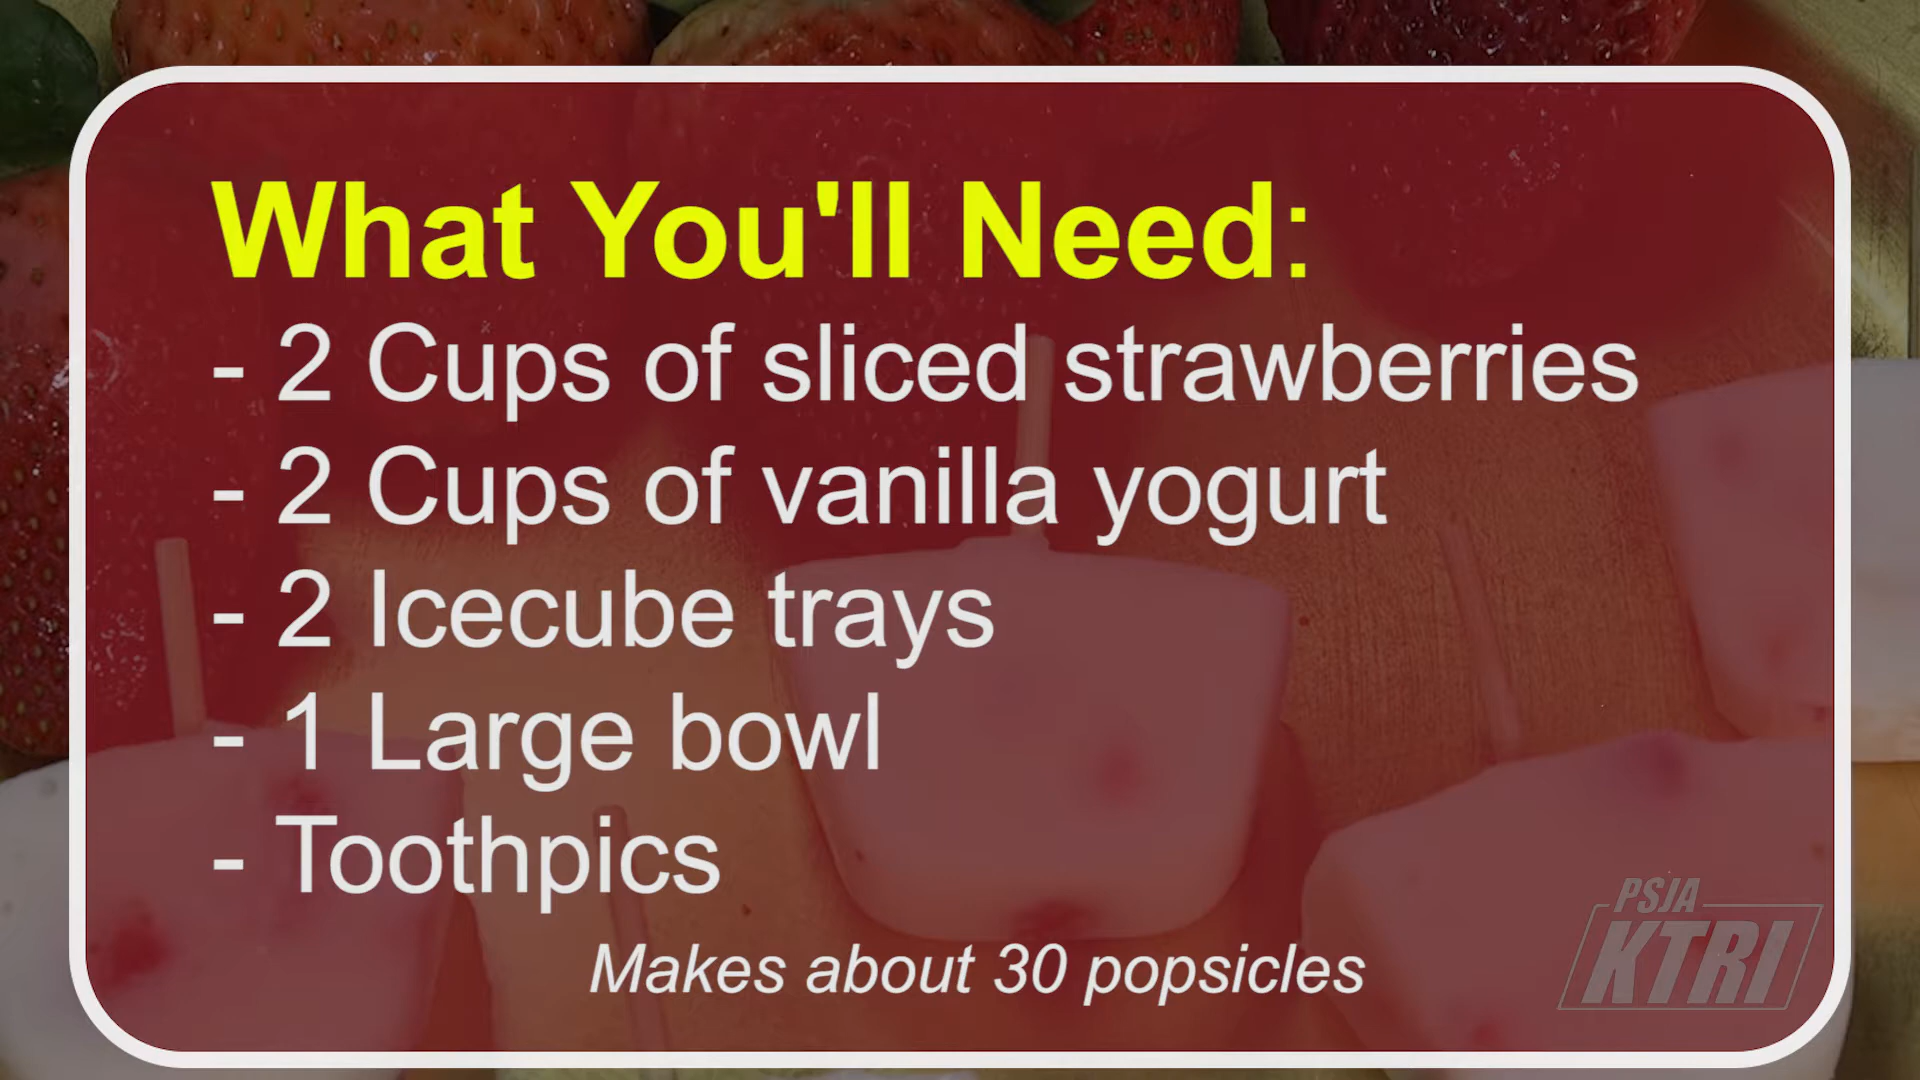 What You'll Need:
- 2 Cups of sliced strawberries
- 2 Cups of vanilla yogurt
- 2 Icecube trays
- 1 Large bowl
- Toothpics
Makes about 30 popsicles
PSJA
KTRI